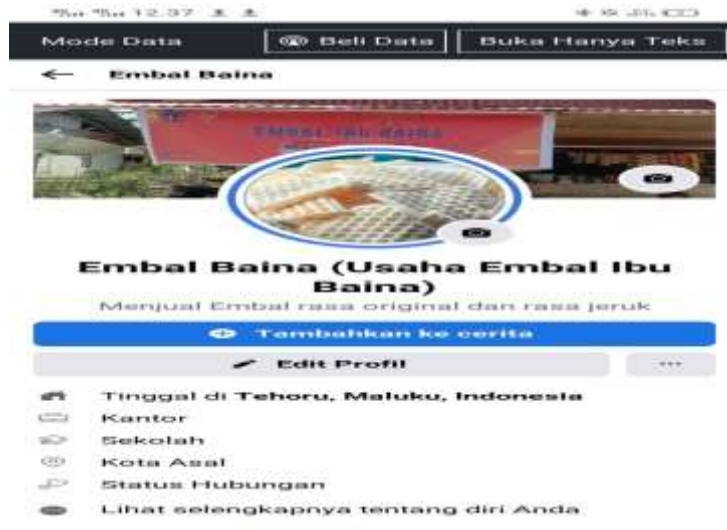 12.37
Mode Data
Beli Data
Buka Hanya Teks
Embal Baina
EMBAL IBU BAINA
Embal Baina (Usaha Embal Ibu
Baina)
Menjual Embal rasa original dan rasa jeruk
Tambahkan ke cerita
Edit Profil
Tinggal di Tehoru, Maluku, Indonesia
Kantor
Sekolah
Kota Asal
Status Hubungan
Lihat selengkapnya tentang diri Anda